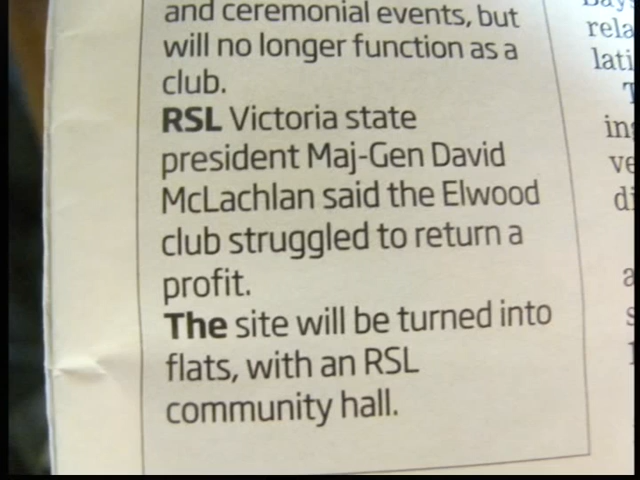 and ceremonial events, but
will no longer function as a
club.
RSL Victoria state
president Maj-Gen David
McLachlan said the Elwood
club struggled to return a
profit.
The site will be turned into
flats, with an RSL
community hall.